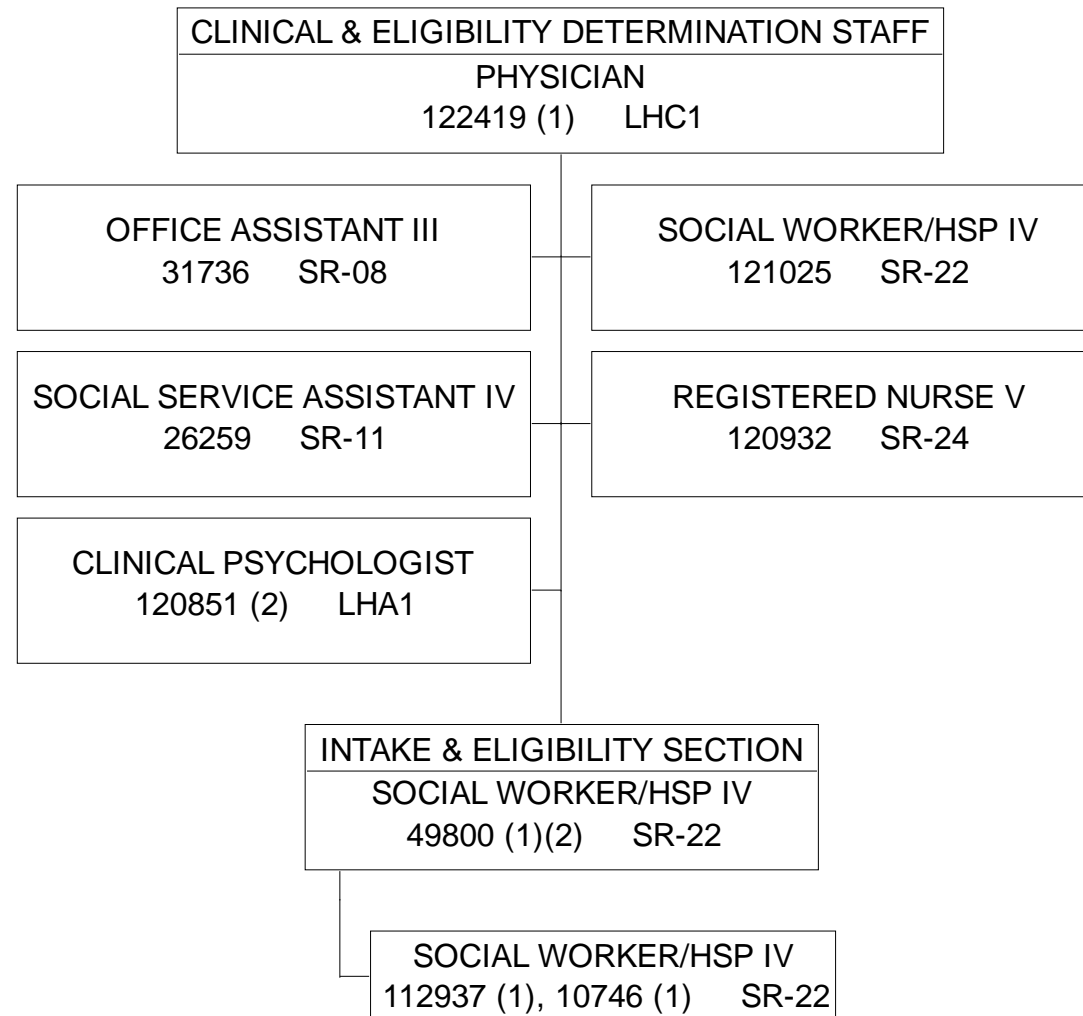 CLINICAL & ELIGIBILITY DETERMINATION STAFF
PHYSICIAN
122419 (1) LHC1
OFFICE ASSISTANT III
31736 SR-08
SOCIAL WORKER/HSP IV
121025 SR-22
SOCIAL SERVICE ASSISTANT IV
26259 SR-11
REGISTERED NURSE V
120932 SR-24
CLINICAL PSYCHOLOGIST
120851 (2) LHA1
INTAKE & ELIGIBILITY SECTION
SOCIAL WORKER/HSP IV
49800 (1)(2) SR-22
SOCIAL WORKER/HSP IV
112937 (1), 10746 (1) SR-22